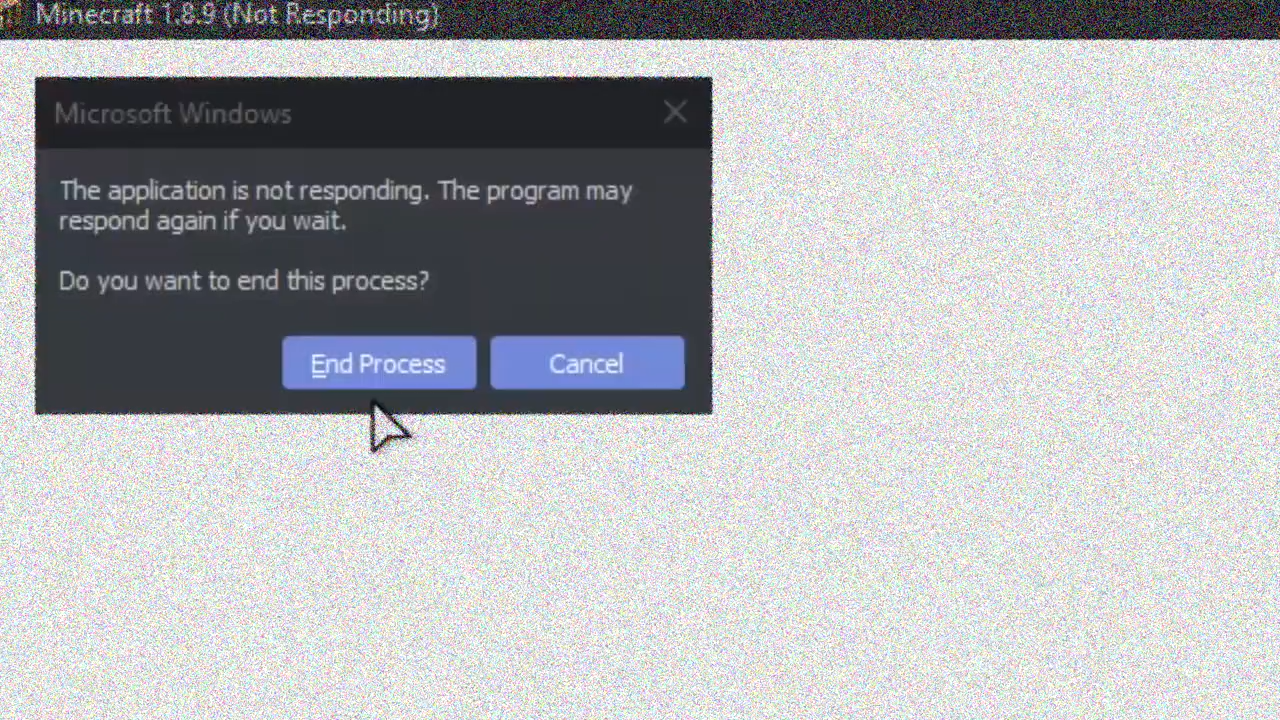 Minecraft 1.8.9 (Not Responding)
Microsoft Windows
The application is not responding. The program may
respond again if you wait.
Do you want to end this process?
End Process
Cancel